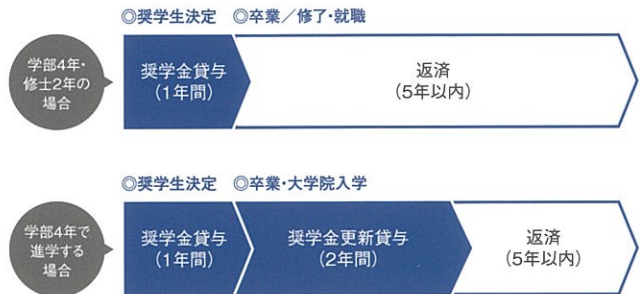 ◎奨学生決定 ◎卒業／修了・就職
学部4年・
修士2年の
場合
奨学金貸与
(1年間)
返済
(5年以内)
◎奨学生決定 ◎卒業・大学院入学
学部4年で
進学する
場合
奨学金貸与
(1年間)
奨学金更新貸与
(2年間)
返済
(5年以内)